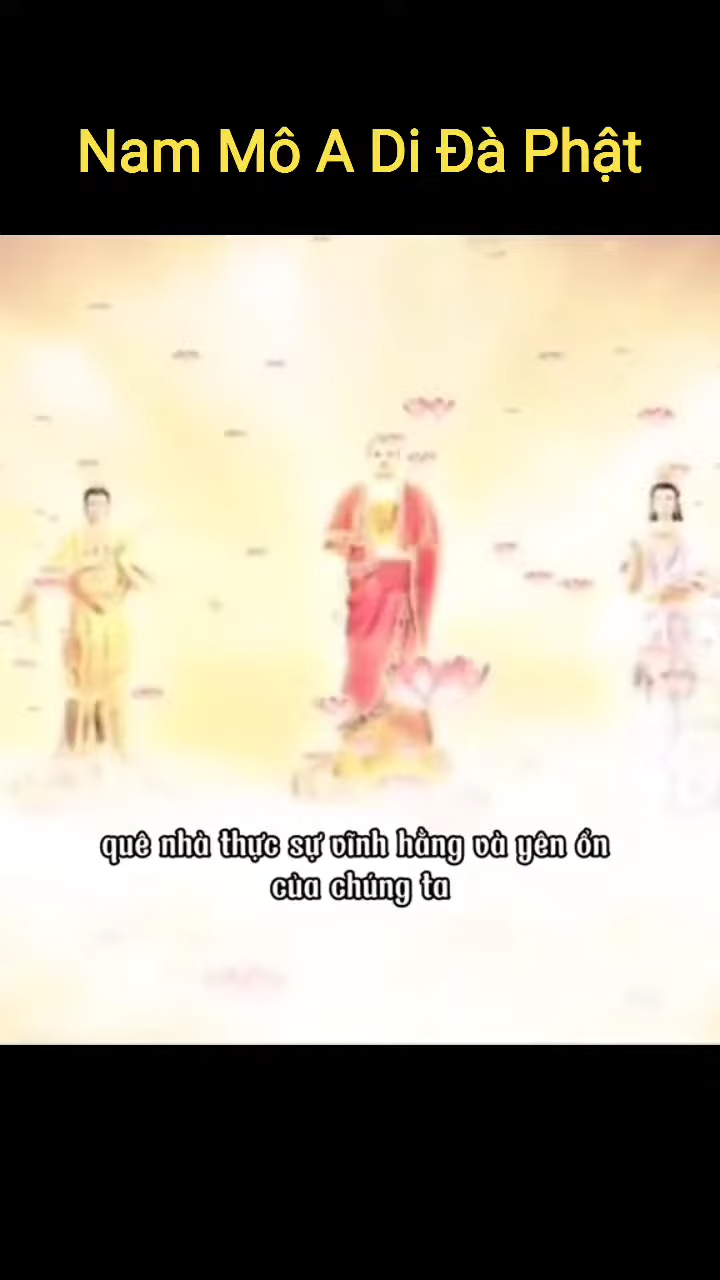 Nam Mô A Di Đà Phật
quê nhà thực sự vĩnh hằng và yên ổn
của chúng ta